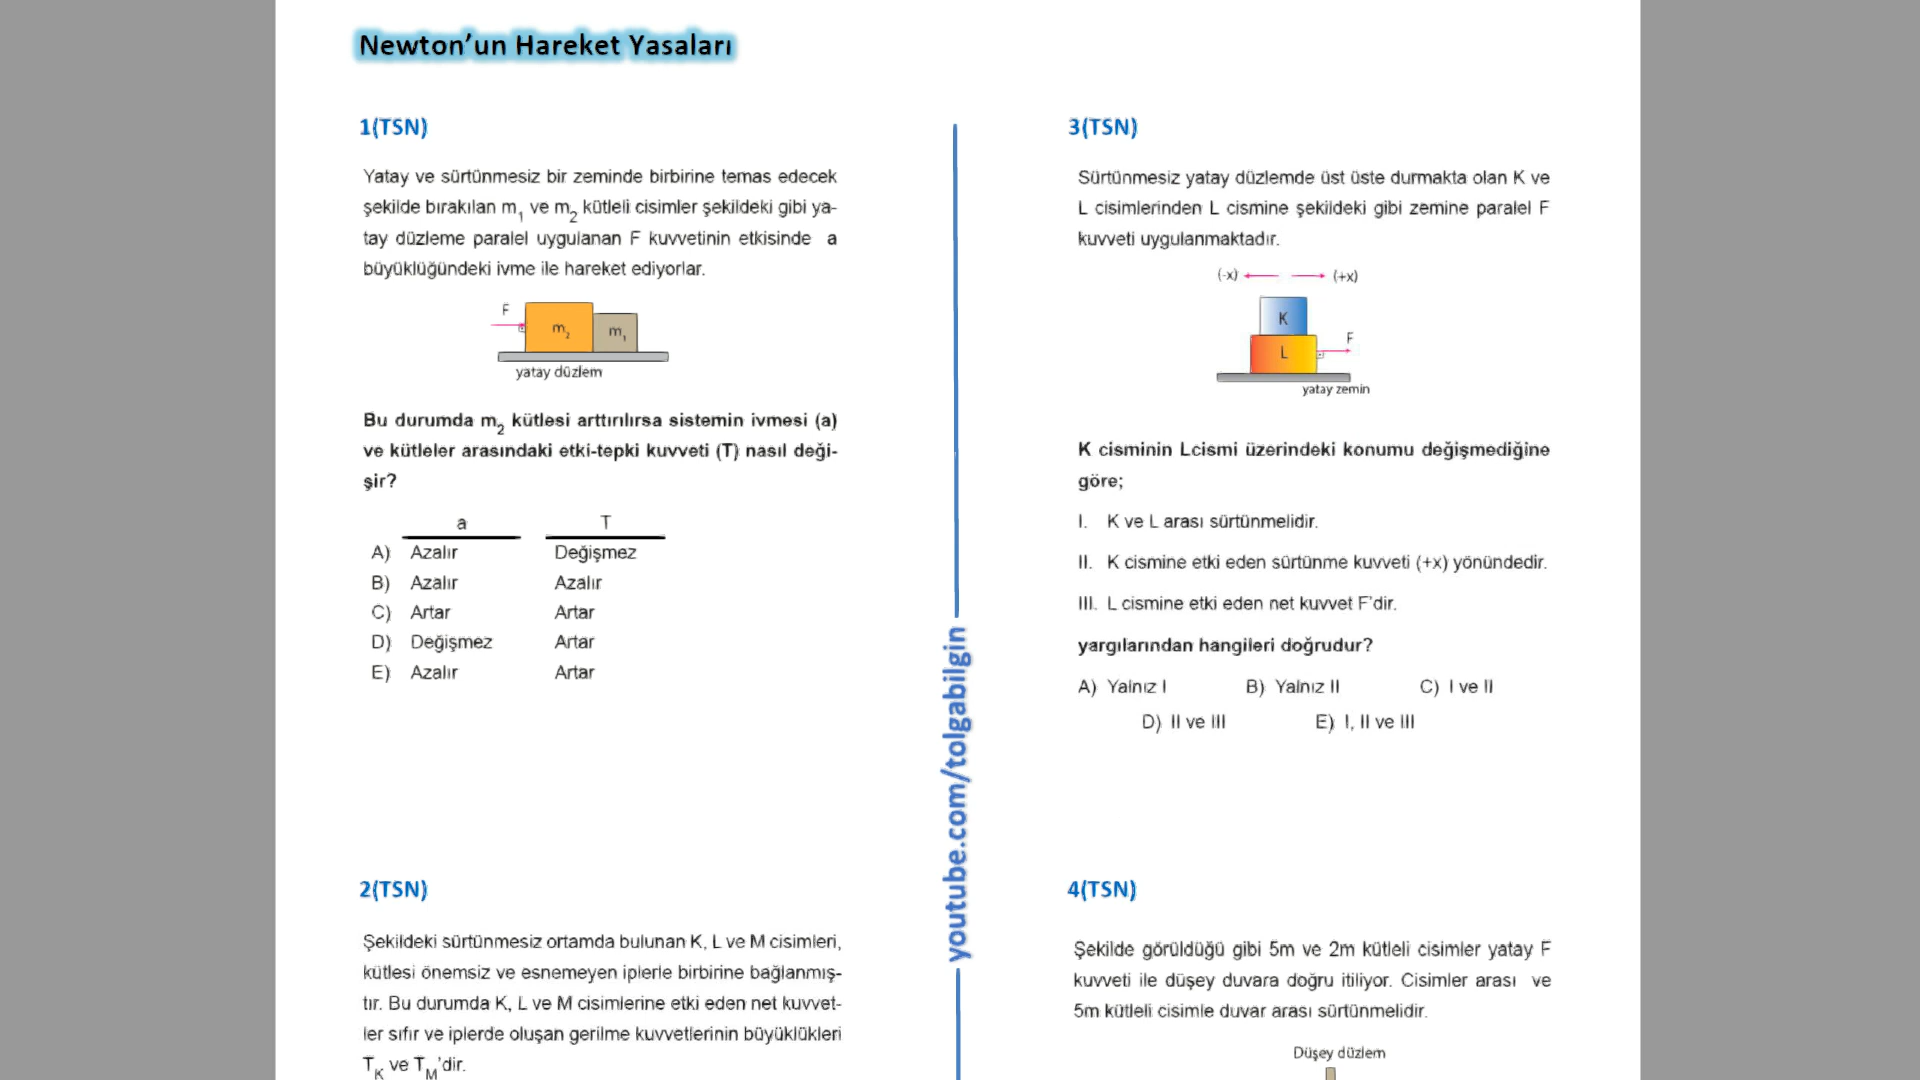 Newton’un Hareket Yasaları
1(TSN)
Yatay ve sürtünmesiz bir zeminde birbirine temas edecek
şekilde bırakılan m1 ve m2 kütleli cisimler şekildeki gibi ya-
tay düzleme paralel uygulanan F kuvvetinin etkisinde a
büyüklüğündeki ivme ile hareket ediyorlar.
F
m2
m1
yatay düzlem
Bu durumda m2 kütlesi arttırılırsa sistemin ivmesi (a)
ve kütleler arasındaki etki-tepki kuvveti (T) nasıl deği-
şir?
a T
A) Azalır Değişmez
B) Azalır Azalır
C) Artar Artar
D) Değişmez Artar
E) Azalır Artar
2(TSN)
Şekildeki sürtünmesiz ortamda bulunan K, L ve M cisimleri,
kütlesi önemsiz ve esnemeyen iplerle birbirine bağlanmış-
tır. Bu durumda K, L ve M cisimlerine etki eden net kuvvet-
ler sıfır ve iplerde oluşan gerilme kuvvetlerinin büyüklükleri
TK ve TM’dir.
youtube.com/tolgabilgin
3(TSN)
Sürtünmesiz yatay düzlemde üst üste durmakta olan K ve
L cisimlerinden L cismine şekildeki gibi zemine paralel F
kuvveti uygulanmaktadır.
(-x) (+x)
K
F
L
yatay zemin
K cisminin Lcismi üzerindeki konumu değişmediğine
göre;
I. K ve L arası sürtünmelidir.
II. K cismine etki eden sürtünme kuvveti (+x) yönündedir.
III. L cismine etki eden net kuvvet F’dir.
yargılarından hangileri doğrudur?
A) Yalnız I B) Yalnız II C) I ve II
D) II ve III E) I, II ve III
4(TSN)
Şekilde görüldüğü gibi 5m ve 2m kütleli cisimler yatay F
kuvveti ile düşey duvara doğru itiliyor. Cisimler arası ve
5m kütleli cisimle duvar arası sürtünmelidir.
Düşey düzlem